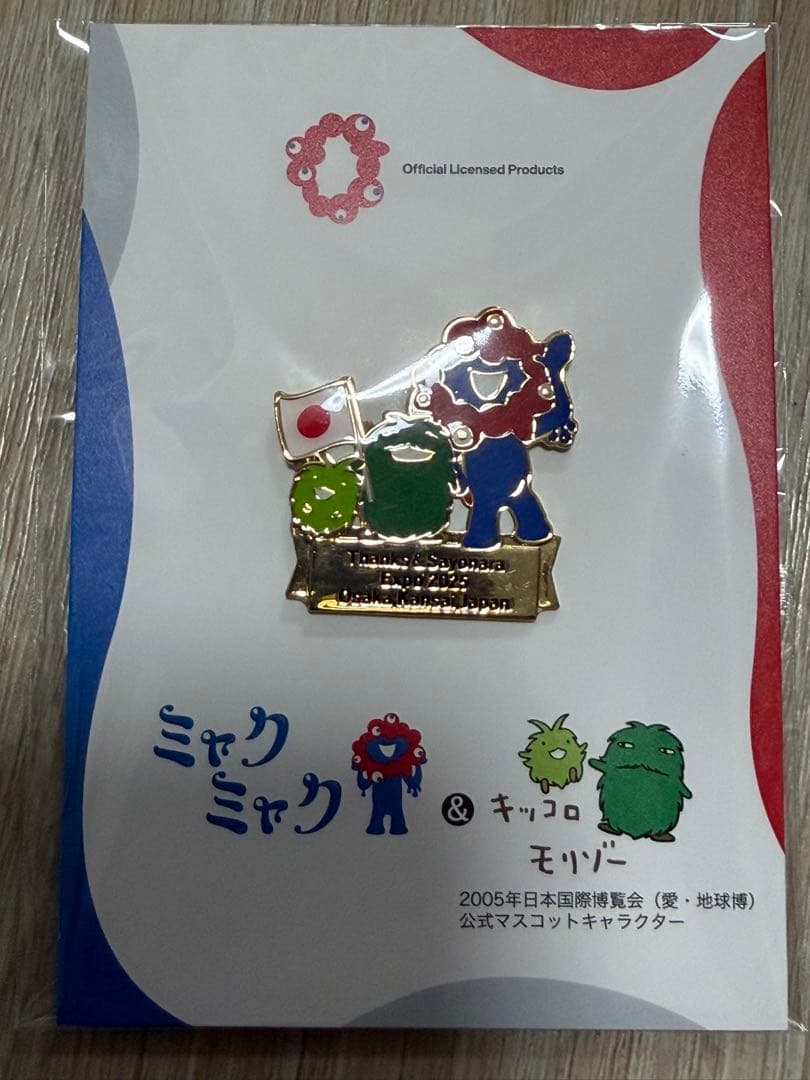 Official Licensed Products
Thanks & Sayonara
Expo 2025
Osaka,Kansai,Japan
ミャク
ミャク
& キッコロ
モリゾー
2005年日本国際博覧会（愛・地球博）
公式マスコットキャラクター